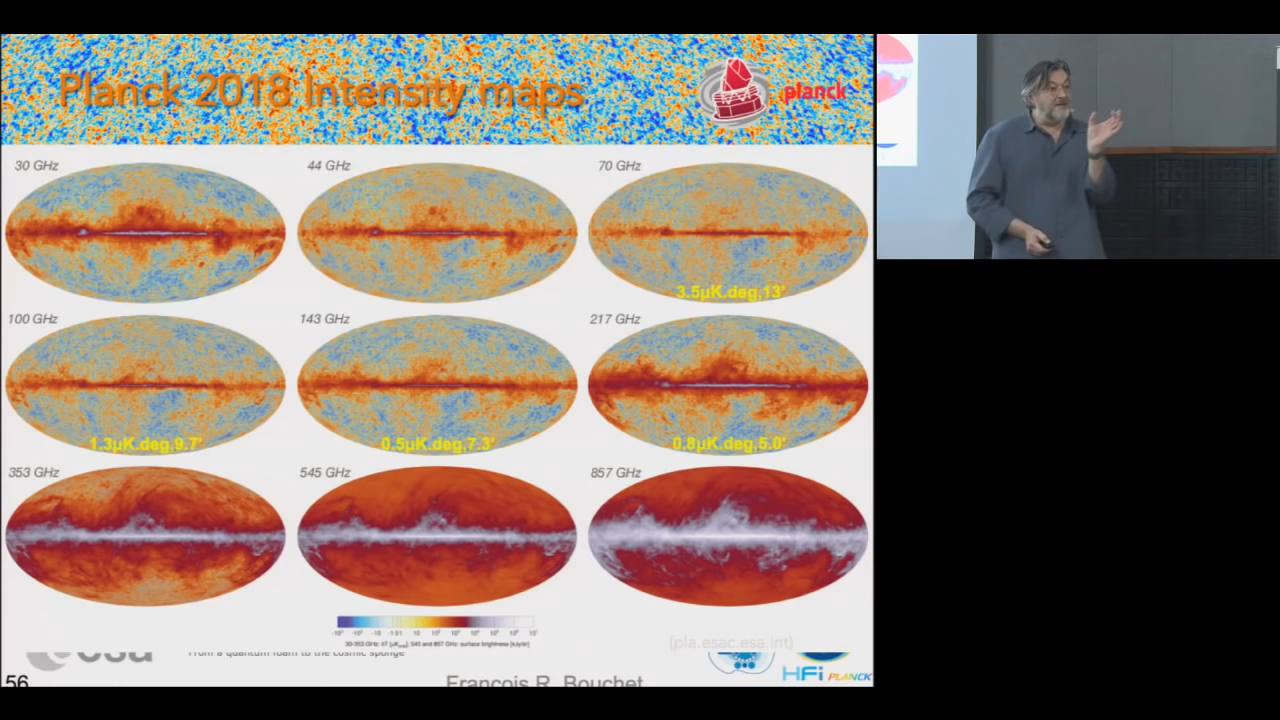 Planck 2018 Intensity maps
planck
30 GHz
44 GHz
70 GHz
3.5µK.deg,13'
100 GHz
143 GHz
217 GHz
1.3µK.deg,9.7'
0.5µK.deg,7.3'
0.8µK.deg,5.0'
353 GHz
545 GHz
857 GHz
30-353 GHz: δT [µKcmb]; 545 and 857 GHz: surface brightness [kJy/sr]
(pla.esac.esa.int)
esa
From a quantum foam to the cosmic sponge
HFi PLANCK
56
François R. Bouchet